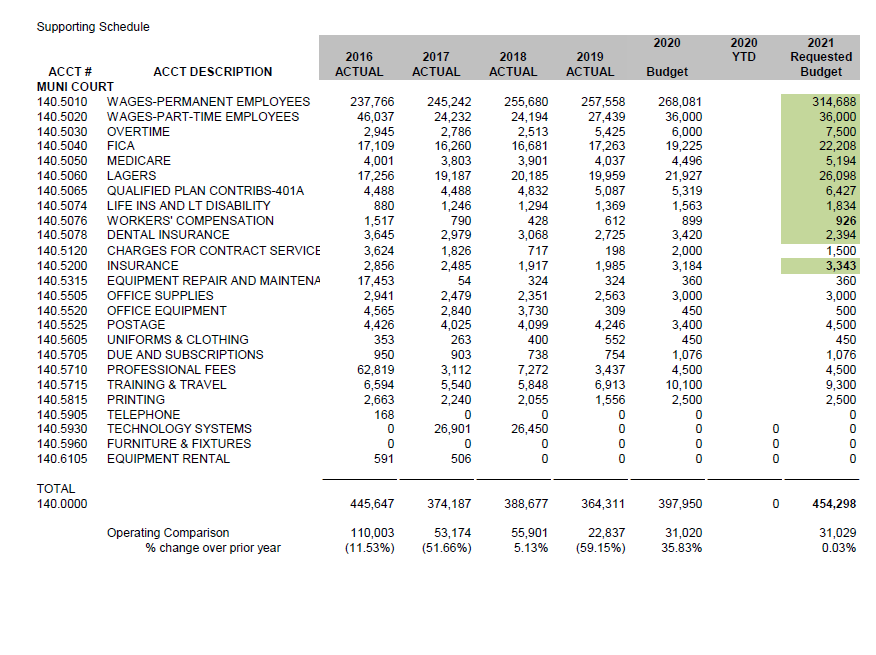 Supporting Schedule
2020 2020 2021
2016 2017 2018 2019 YTD Requested
ACCT # ACCT DESCRIPTION ACTUAL ACTUAL ACTUAL ACTUAL Budget Budget
MUNI COURT
140.5010 WAGES-PERMANENT EMPLOYEES 237,766 245,242 255,680 257,558 268,081 314,688
140.5020 WAGES-PART-TIME EMPLOYEES 46,037 24,232 24,194 27,439 36,000 36,000
140.5030 OVERTIME 2,945 2,786 2,513 5,425 6,000 7,500
140.5040 FICA 17,109 16,260 16,681 17,263 19,225 22,208
140.5050 MEDICARE 4,001 3,803 3,901 4,037 4,496 5,194
140.5060 LAGERS 17,256 19,187 20,185 19,959 21,927 26,098
140.5065 QUALIFIED PLAN CONTRIBS-401A 4,488 4,488 4,832 5,087 5,319 6,427
140.5074 LIFE INS AND LT DISABILITY 880 1,246 1,294 1,369 1,563 1,834
140.5076 WORKERS' COMPENSATION 1,517 790 428 612 899 926
140.5078 DENTAL INSURANCE 3,645 2,979 3,068 2,725 3,420 2,394
140.5120 CHARGES FOR CONTRACT SERVICE 3,624 1,826 717 198 2,000 1,500
140.5200 INSURANCE 2,856 2,485 1,917 1,985 3,184 3,343
140.5315 EQUIPMENT REPAIR AND MAINTENA 17,453 54 324 324 360 360
140.5505 OFFICE SUPPLIES 2,941 2,479 2,351 2,563 3,000 3,000
140.5520 OFFICE EQUIPMENT 4,565 2,840 3,730 309 450 500
140.5525 POSTAGE 4,426 4,025 4,099 4,246 3,400 4,500
140.5605 UNIFORMS & CLOTHING 353 263 400 552 450 450
140.5705 DUE AND SUBSCRIPTIONS 950 903 738 754 1,076 1,076
140.5710 PROFESSIONAL FEES 62,819 3,112 7,272 3,437 4,500 4,500
140.5715 TRAINING & TRAVEL 6,594 5,540 5,848 6,913 10,100 9,300
140.5815 PRINTING 2,663 2,240 2,055 1,556 2,500 2,500
140.5905 TELEPHONE 168 0 0 0 0 0
140.5930 TECHNOLOGY SYSTEMS 0 26,901 26,450 0 0 0 0
140.5960 FURNITURE & FIXTURES 0 0 0 0 0 0 0
140.6105 EQUIPMENT RENTAL 591 506 0 0 0 0 0
TOTAL
140.0000 445,647 374,187 388,677 364,311 397,950 0 454,298
Operating Comparison 110,003 53,174 55,901 22,837 31,020 31,029
% change over prior year (11.53%) (51.66%) 5.13% (59.15%) 35.83% 0.03%